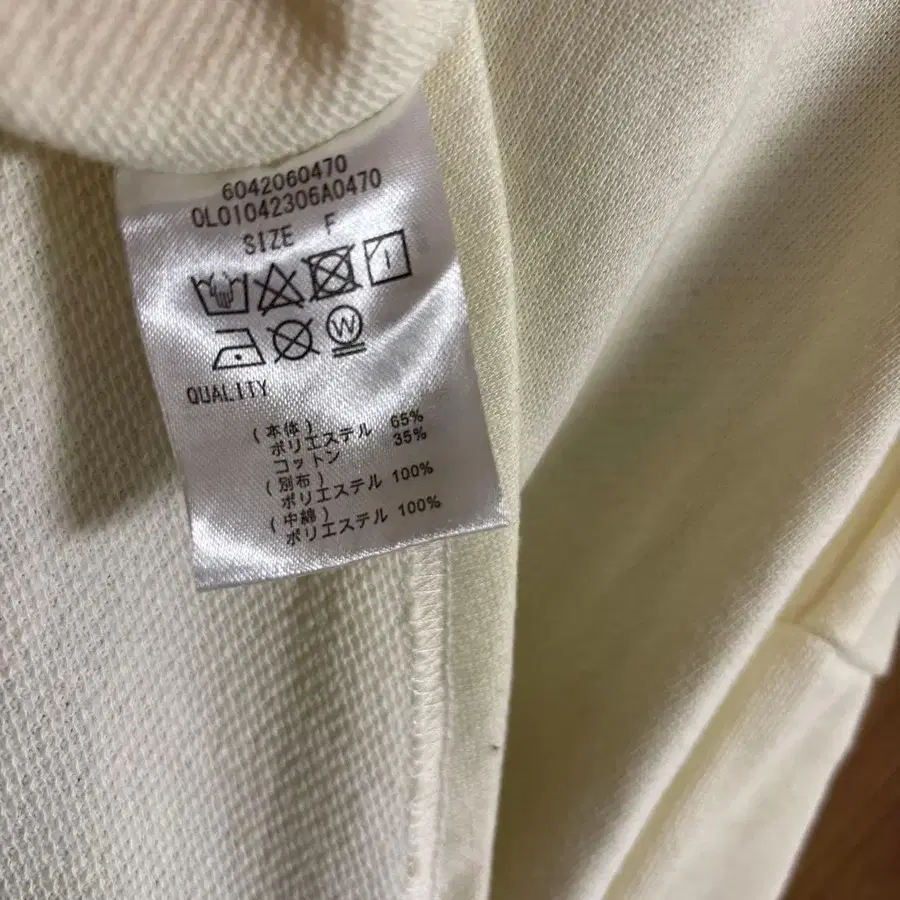 6042060470
0L01042306A0470
SIZE F
W
QUALITY
(本体)
ポリエステル 65%
コットン 35%
(別布)
ポリエステル 100%
(中綿)
ポリエステル 100%